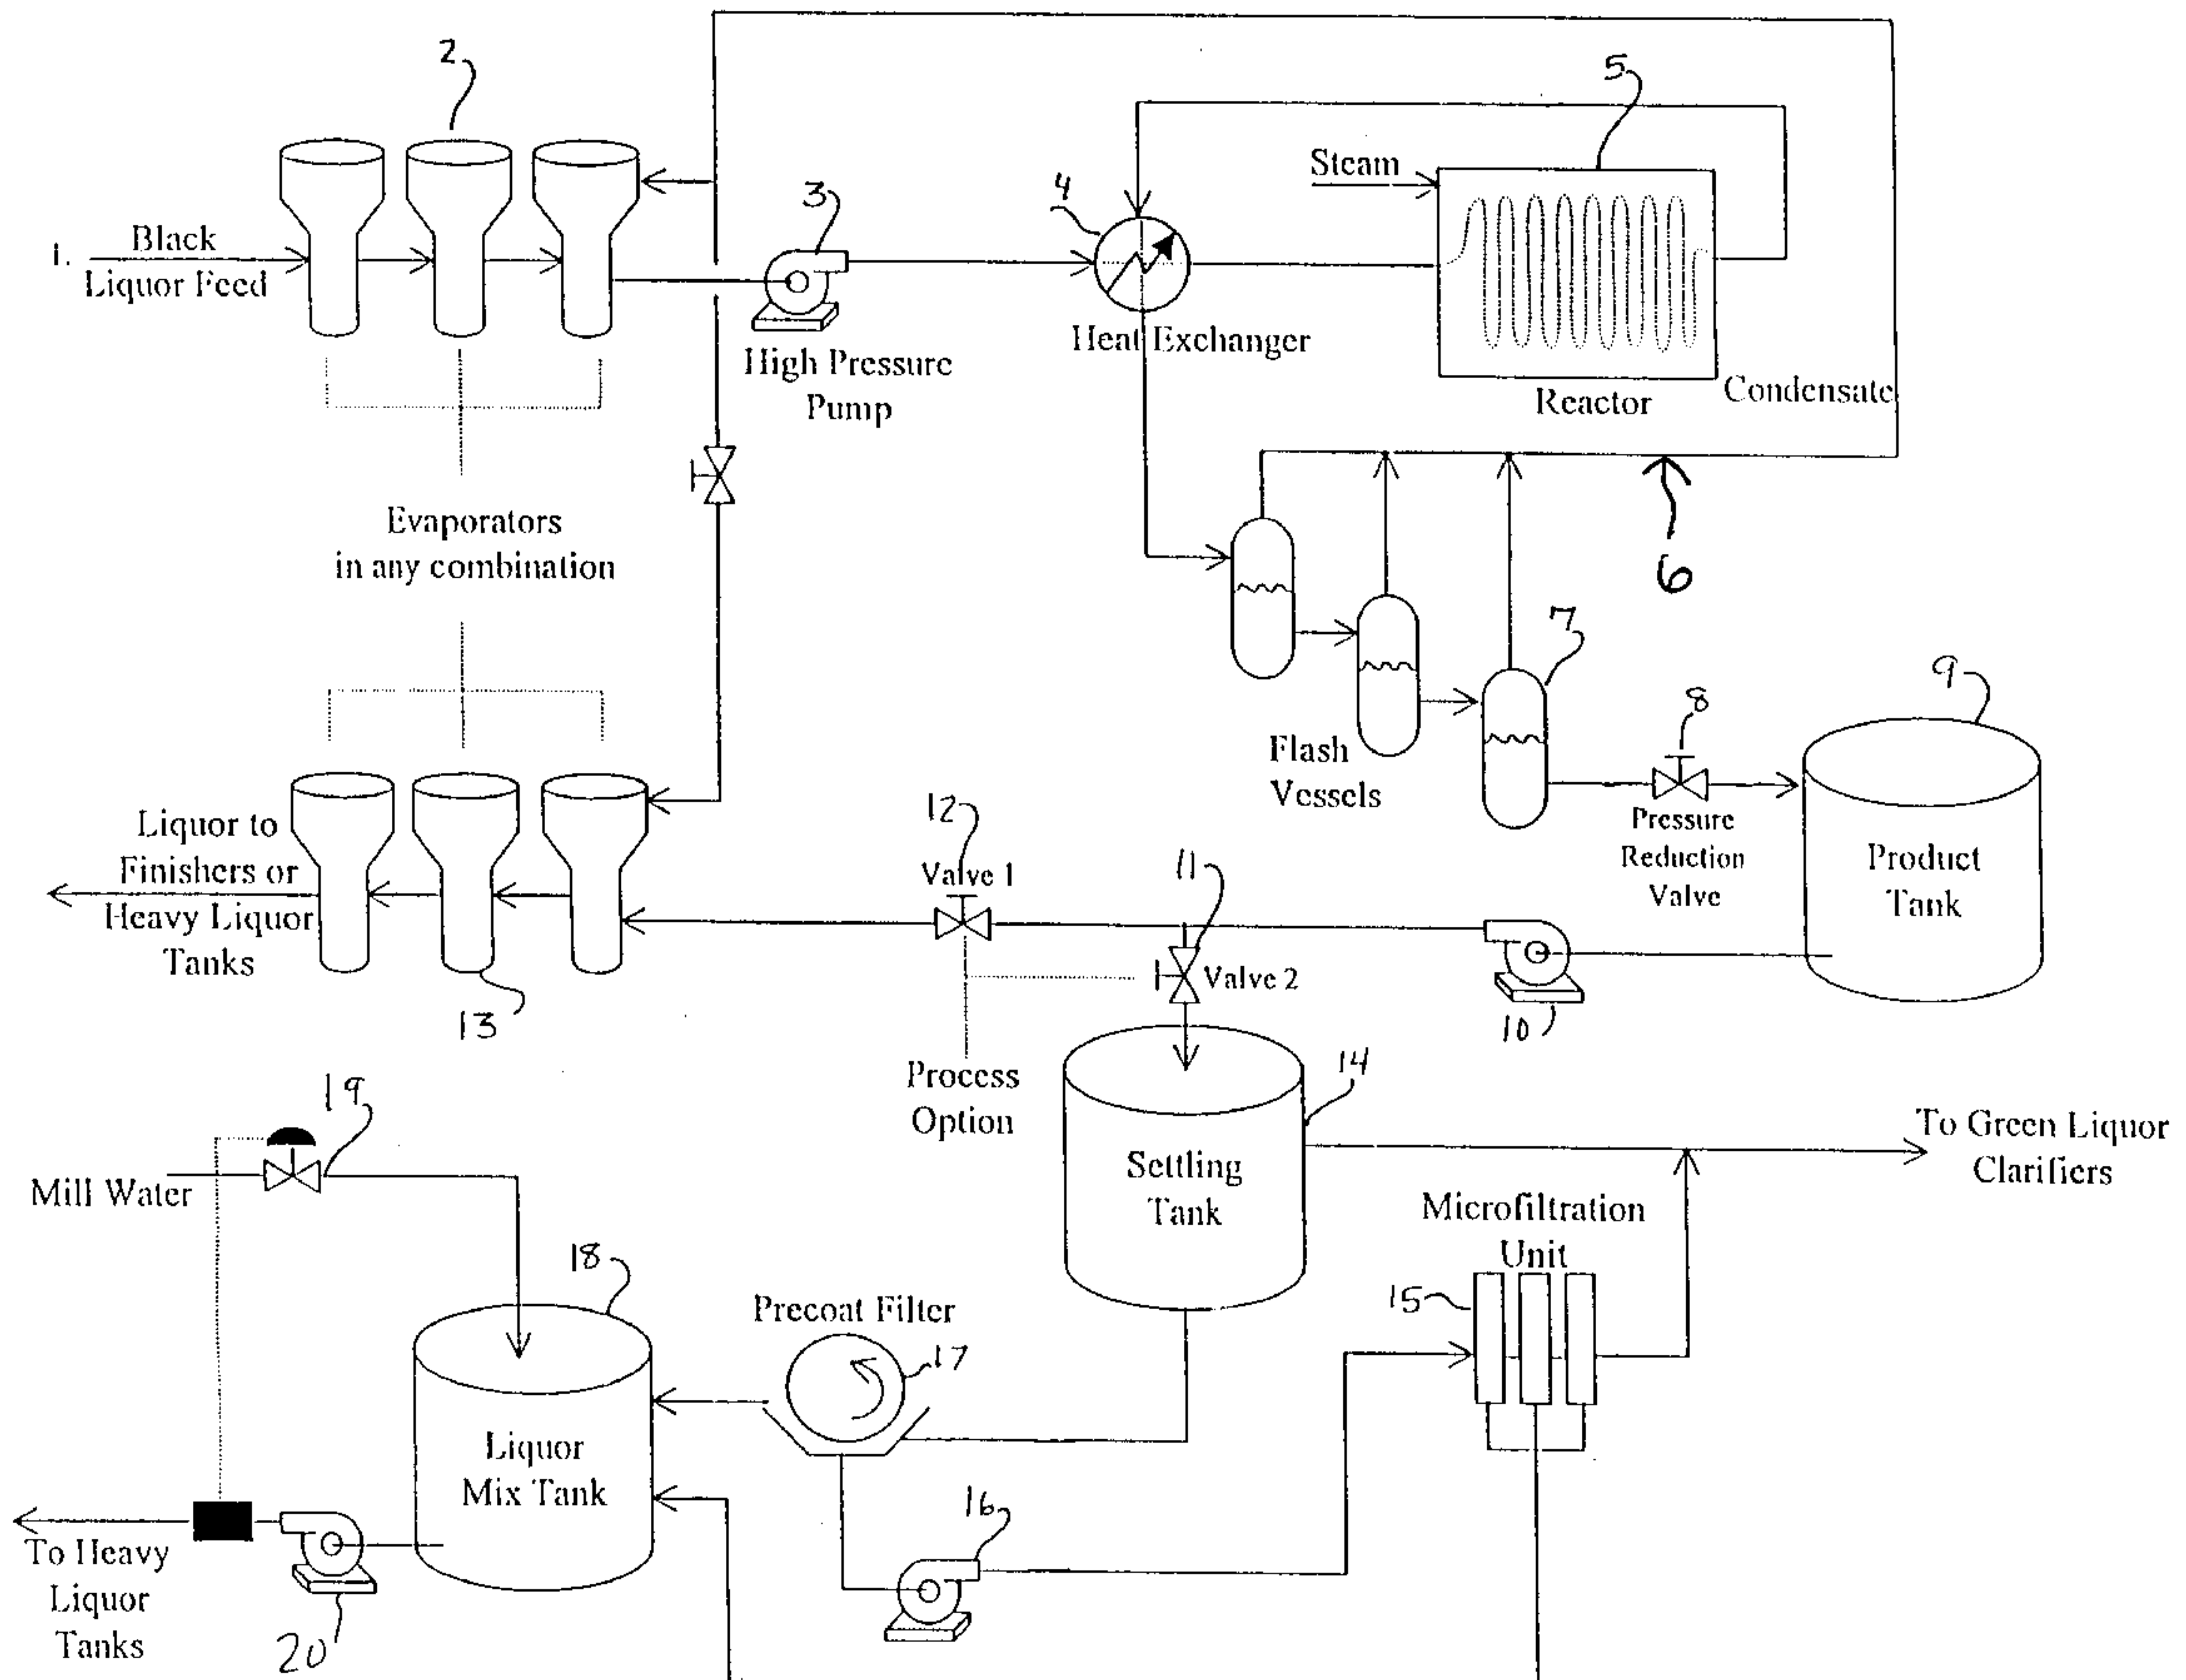 2
5
Steam
3
4
1.
Black
Liquor Feed
Heat Exchanger
High Pressure
Pump
Reactor
Condensate
6
Evaporators
in any combination
7
8
9
Flash
Vessels
Pressure
Reduction
Valve
Product
Tank
12
Valve 1
11
Liquor to
Finishers or
Heavy Liquor
Tanks
Valve 2
13
10
Process
Option
14
19
To Green Liquor
Clarifiers
Mill Water
Settling
Tank
Microfiltration
Unit
18
Precoat Filter
15
17
Liquor
Mix Tank
16
To Heavy
Liquor
Tanks
20